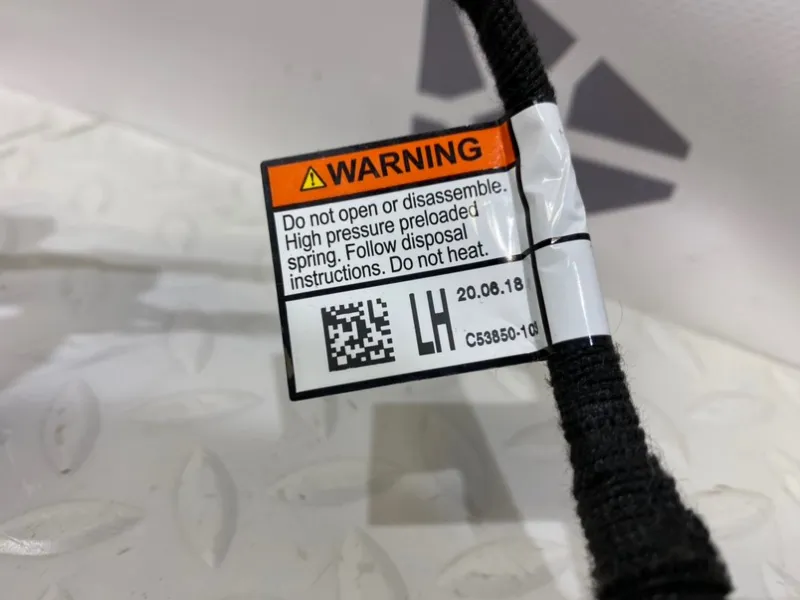 WARNING
Do not open or disassemble.
High pressure preloaded
spring. Follow disposal
instructions. Do not heat.
LH
20.06.18